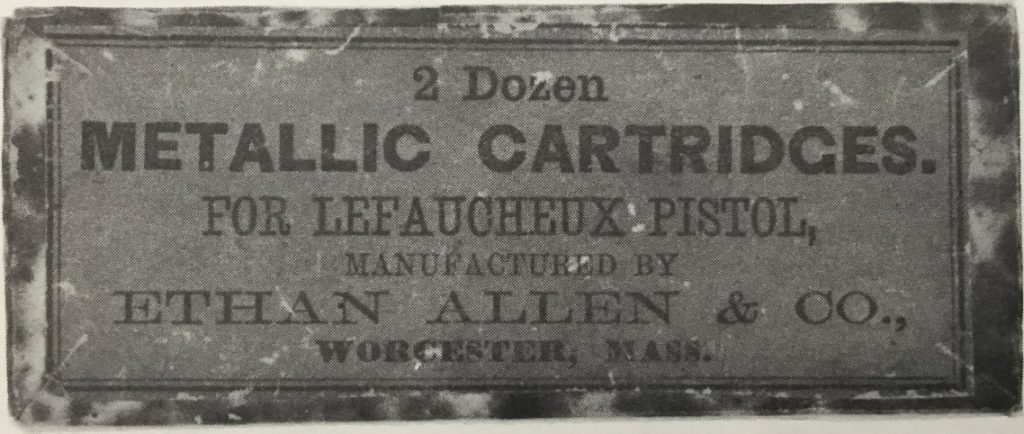 2 Dozen
METALLIC CARTRIDGES.
FOR LEFAUCHEUX PISTOL,
MANUFACTURED BY
ETHAN ALLEN & CO.,
WORCESTER, MASS.